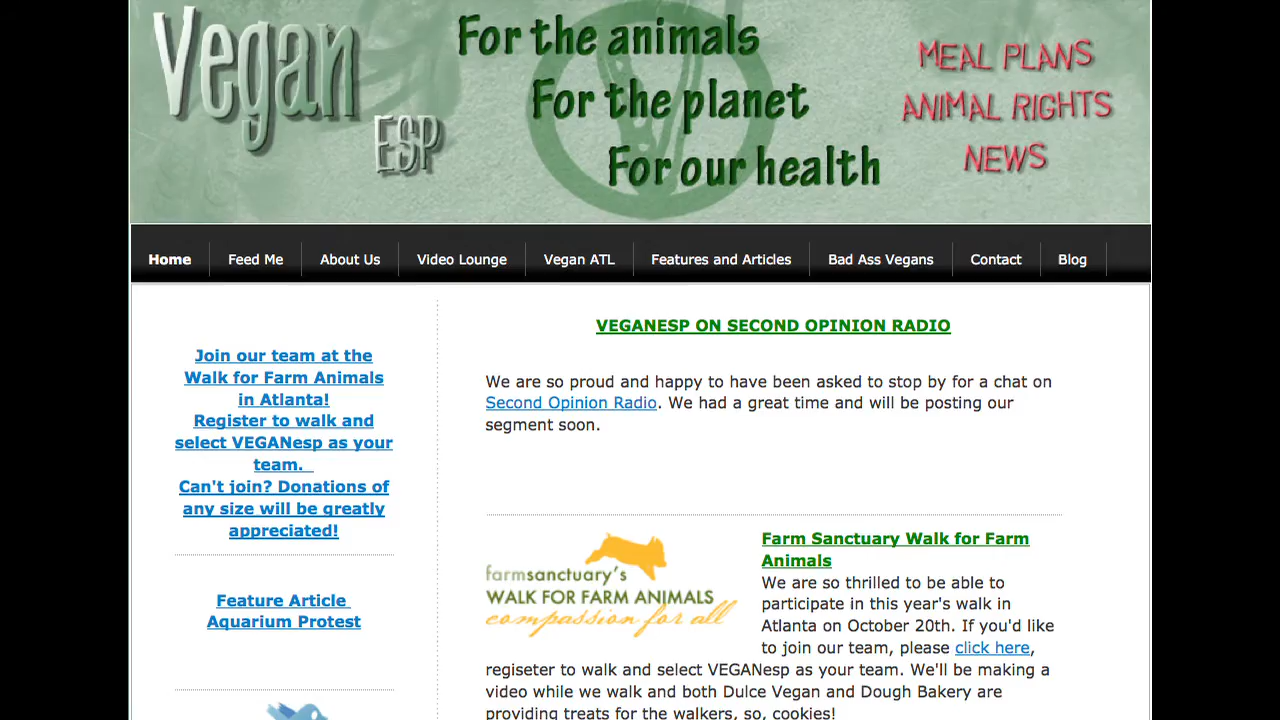 Vegan
ESP
For the animals
For the planet
For our health
MEAL PLANS
ANIMAL RIGHTS
NEWS
Home Feed Me About Us Video Lounge Vegan ATL Features and Articles Bad Ass Vegans Contact Blog
Join our team at the
Walk for Farm Animals
in Atlanta!
Register to walk and
select VEGANesp as your
team.
Can't join? Donations of
any size will be greatly
appreciated!
Feature Article
Aquarium Protest
VEGANESP ON SECOND OPINION RADIO
We are so proud and happy to have been asked to stop by for a chat on
Second Opinion Radio. We had a great time and will be posting our
segment soon.
farmsanctuary's
WALK FOR FARM ANIMALS
compassion for all
Farm Sanctuary Walk for Farm
Animals
We are so thrilled to be able to
participate in this year's walk in
Atlanta on October 20th. If you'd like
to join our team, please click here,
regiseter to walk and select VEGANesp as your team. We'll be making a
video while we walk and both Dulce Vegan and Dough Bakery are
providing treats for the walkers, so, cookies!